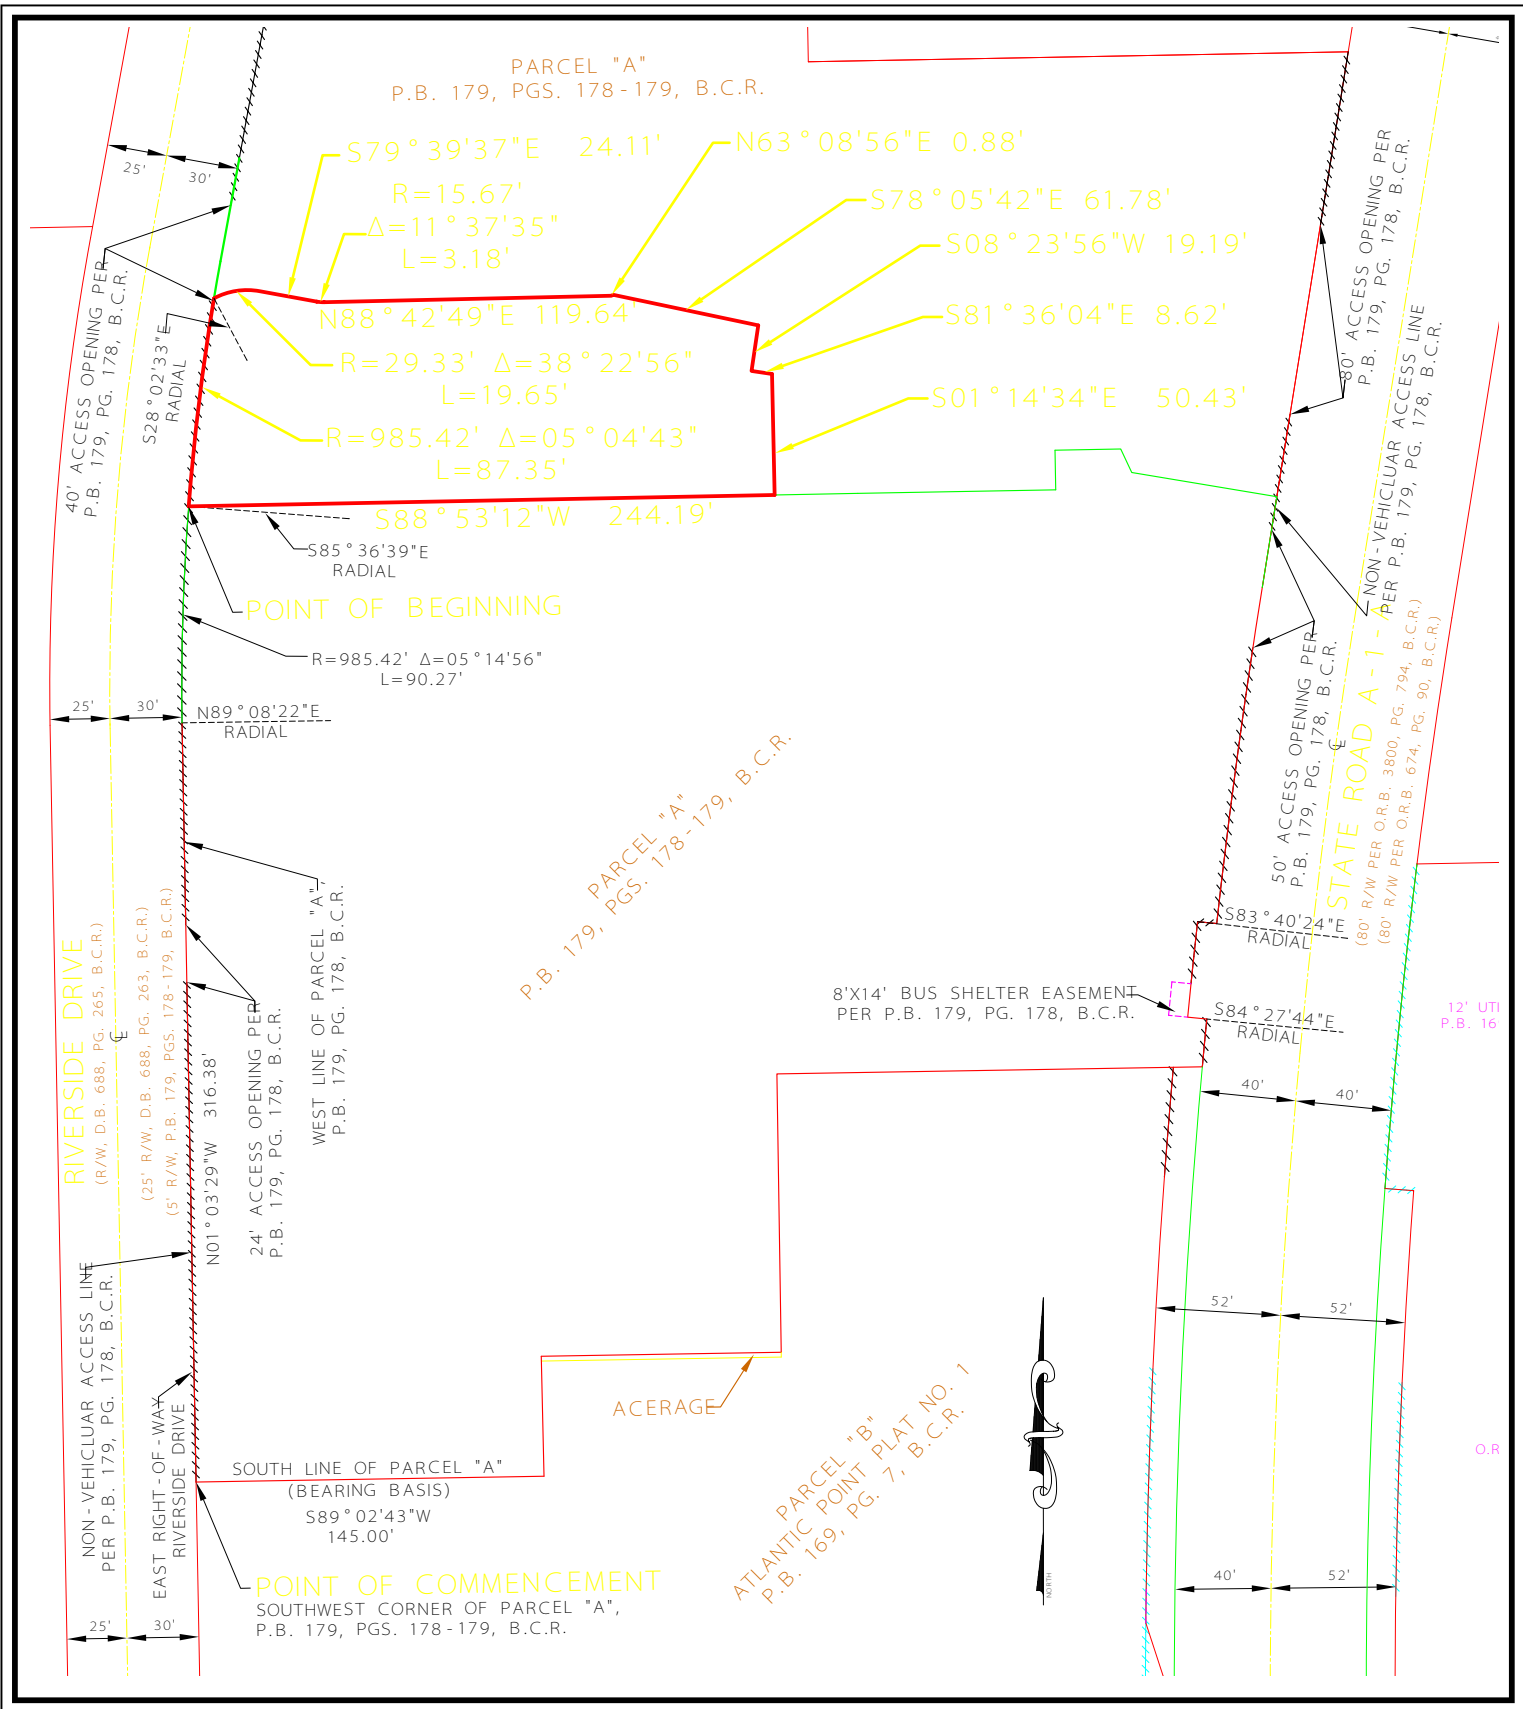 PARCEL "A"
P.B. 179, PGS. 178-179, B.C.R.
S79°39'37"E 24.11'
N63°08'56"E 0.88'
R=15.67'
Δ=11°37'35"
L=3.18'
S78°05'42"E 61.78'
S08°23'56"W 19.19'
25'
30'
N88°42'49"E 119.64'
S81°36'04"E 8.62'
R=29.33' Δ=38°22'56"
L=19.65'
S01°14'34"E 50.43'
R=985.42' Δ=05°04'43"
L=87.35'
S88°53'12"W 244.19'
40' ACCESS OPENING PER
P.B. 179, PG. 178, B.C.R.
S28°02'33"E
RADIAL
S85°36'39"E
RADIAL
POINT OF BEGINNING
R=985.42' Δ=05°14'56"
L=90.27'
25'
30'
N89°08'22"E
RADIAL
80' ACCESS OPENING PER
P.B. 179, PG. 178, B.C.R.
NON-VEHICLUAR ACCESS LINE
PER P.B. 179, PG. 178, B.C.R.
50' ACCESS OPENING PER
P.B. 179, PG. 178, B.C.R.
STATE ROAD A-1-A
(80' R/W PER O.R.B. 3800, PG. 794, B.C.R.)
(80' R/W PER O.R.B. 674, PG. 90, B.C.R.)
PARCEL "A"
P.B. 179, PGS. 178-179, B.C.R.
S83°40'24"E
RADIAL
8'X14' BUS SHELTER EASEMENT
PER P.B. 179, PG. 178, B.C.R.
S84°27'44"E
RADIAL
12' UTI
P.B. 16
40'
40'
52'
52'
RIVERSIDE DRIVE
(R/W, D.B. 688, PG. 265, B.C.R.)
(25' R/W, D.B. 688, PG. 263, B.C.R.)
(5' R/W, P.B. 179, PGS. 178-179, B.C.R.)
N01°03'29"W 316.38'
24' ACCESS OPENING PER
P.B. 179, PG. 178, B.C.R.
WEST LINE OF PARCEL "A",
P.B. 179, PG. 178, B.C.R.
NON-VEHICLUAR ACCESS LINE
PER P.B. 179, PG. 178, B.C.R.
EAST RIGHT-OF-WAY
RIVERSIDE DRIVE
ACERAGE
PARCEL "B"
ATLANTIC POINT PLAT NO. 1
P.B. 169, PG. 7, B.C.R.
O.R
SOUTH LINE OF PARCEL "A"
(BEARING BASIS)
S89°02'43"W
145.00'
POINT OF COMMENCEMENT
SOUTHWEST CORNER OF PARCEL "A",
P.B. 179, PGS. 178-179, B.C.R.
25'
30'
40'
52'
NORTH